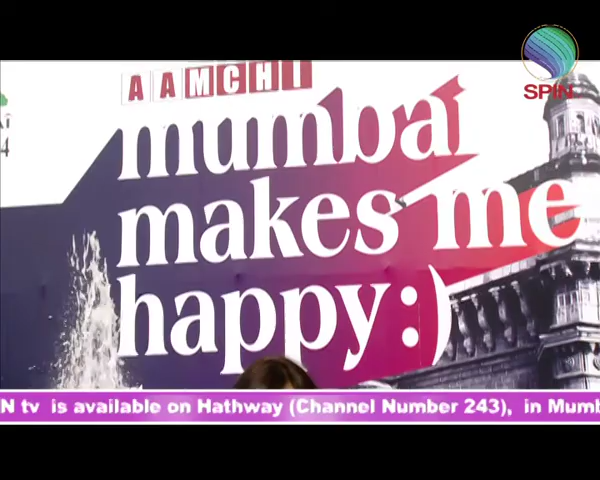 SPIN
AAMCHI
mumbai
makes me
happy:)
N tv is available on Hathway (Channel Number 243), in Mumb